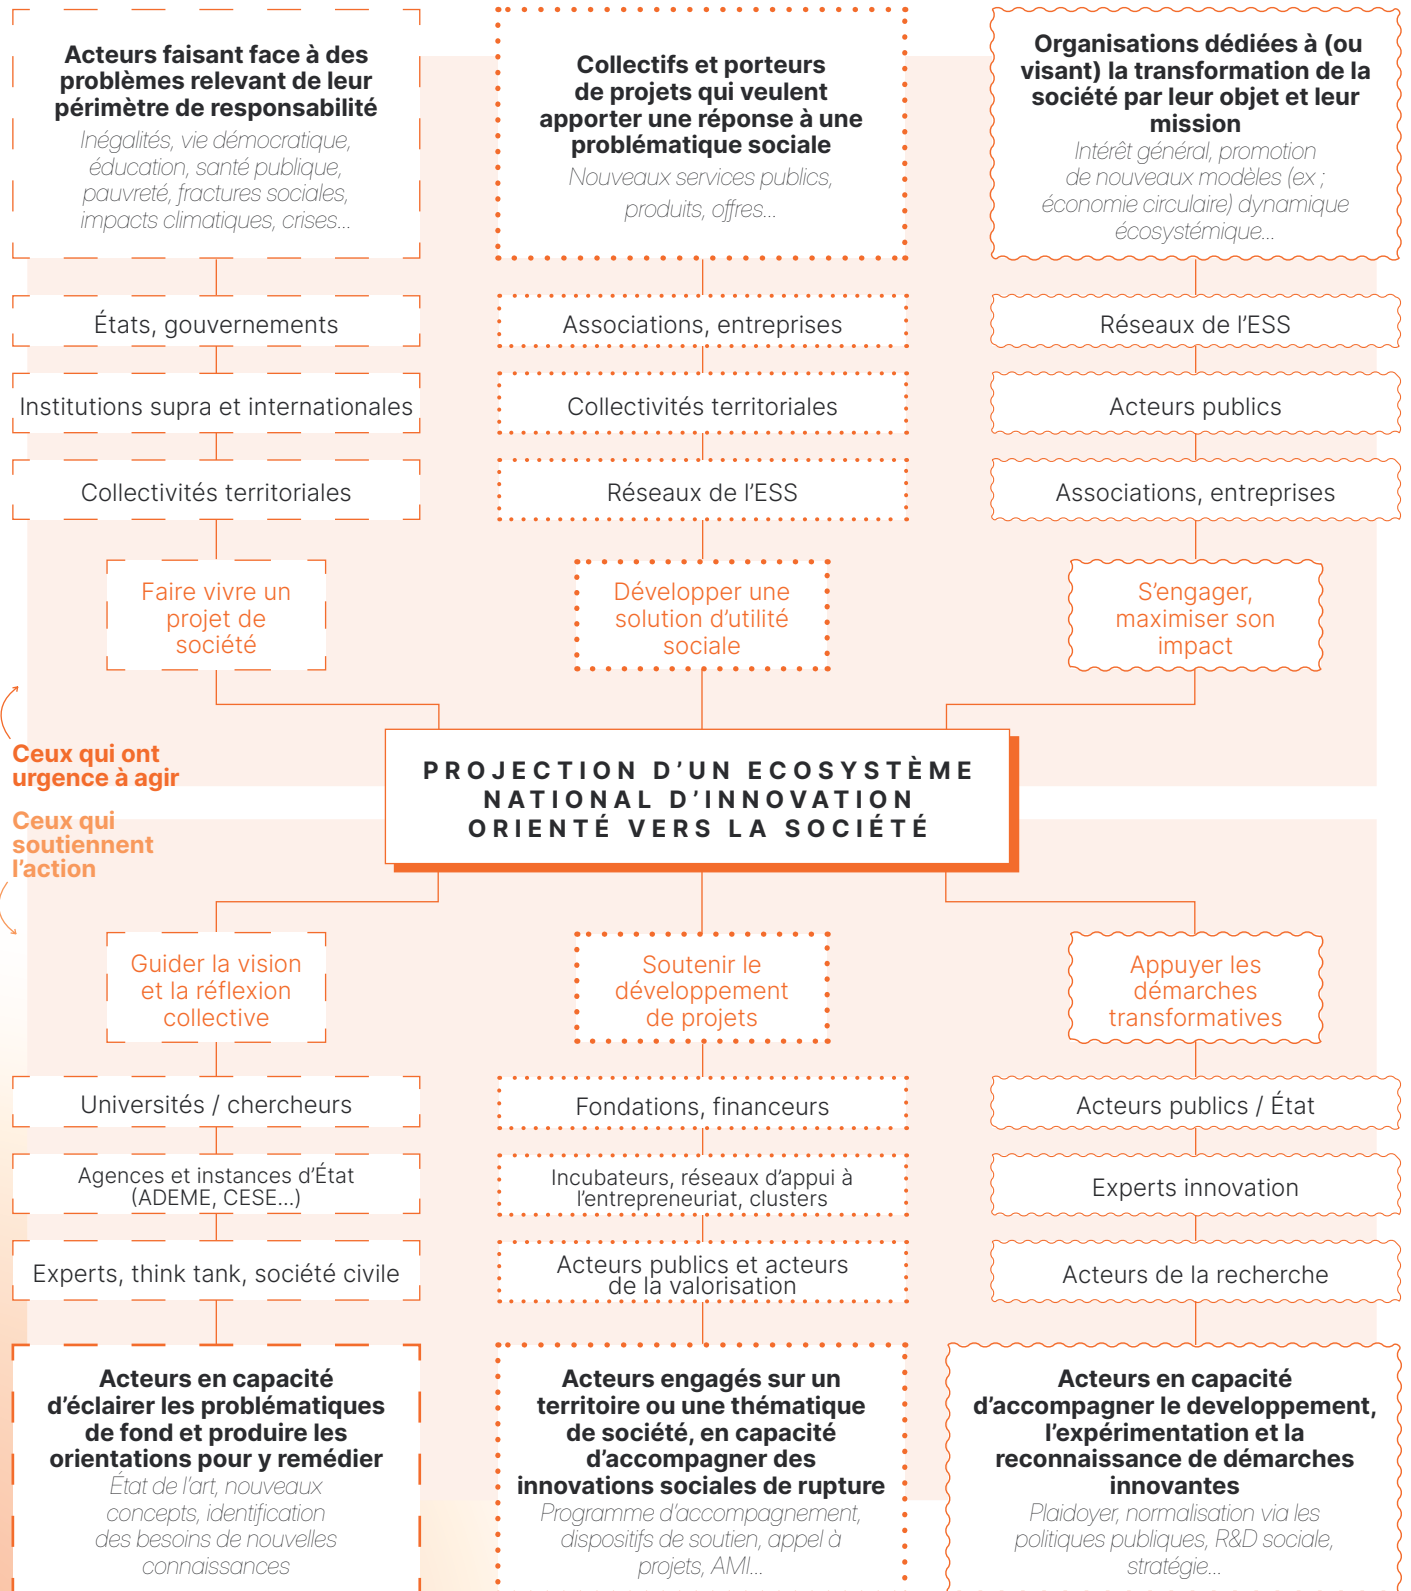 Acteurs faisant face à des
problèmes relevant de leur
périmètre de responsabilité
Inégalités, vie démocratique,
éducation, santé publique,
pauvreté, fractures sociales,
impacts climatiques, crises...
États, gouvernements
Institutions supra et internationales
Collectivités territoriales
Faire vivre un
projet de
société
Collectifs et porteurs
de projets qui veulent
apporter une réponse à une
problématique sociale
Nouveaux services publics,
produits, offres...
Associations, entreprises
Collectivités territoriales
Réseaux de l’ESS
Développer une
solution d’utilité
sociale
Organisations dédiées à (ou
visant) la transformation de la
société par leur objet et leur
mission
Intérêt général, promotion
de nouveaux modèles (ex ;
économie circulaire) dynamique
écosystémique...
Réseaux de l’ESS
Acteurs publics
Associations, entreprises
S’engager,
maximiser son
impact
Ceux qui ont
urgence à agir
PROJECTION D’UN ECOSYSTÈME
NATIONAL D’INNOVATION
ORIENTÉ VERS LA SOCIÉTÉ
Ceux qui
soutiennent
l’action
Guider la vision
et la réflexion
collective
Universités / chercheurs
Agences et instances d’État
(ADEME, CESE...)
Experts, think tank, société civile
Acteurs en capacité
d’éclairer les problématiques
de fond et produire les
orientations pour y remédier
État de l’art, nouveaux
concepts, identification
des besoins de nouvelles
connaissances
Soutenir le
développement
de projets
Fondations, financeurs
Incubateurs, réseaux d’appui à
l’entrepreneuriat, clusters
Acteurs publics et acteurs
de la valorisation
Acteurs engagés sur un
territoire ou une thématique
de société, en capacité
d’accompagner des
innovations sociales de rupture
Programme d’accompagnement,
dispositifs de soutien, appel à
projets, AMI...
Appuyer les
démarches
transformatives
Acteurs publics / État
Experts innovation
Acteurs de la recherche
Acteurs en capacité
d’accompagner le developpement,
l’expérimentation et la
reconnaissance de démarches
innovantes
Plaidoyer, normalisation via les
politiques publiques, R&D sociale,
stratégie...